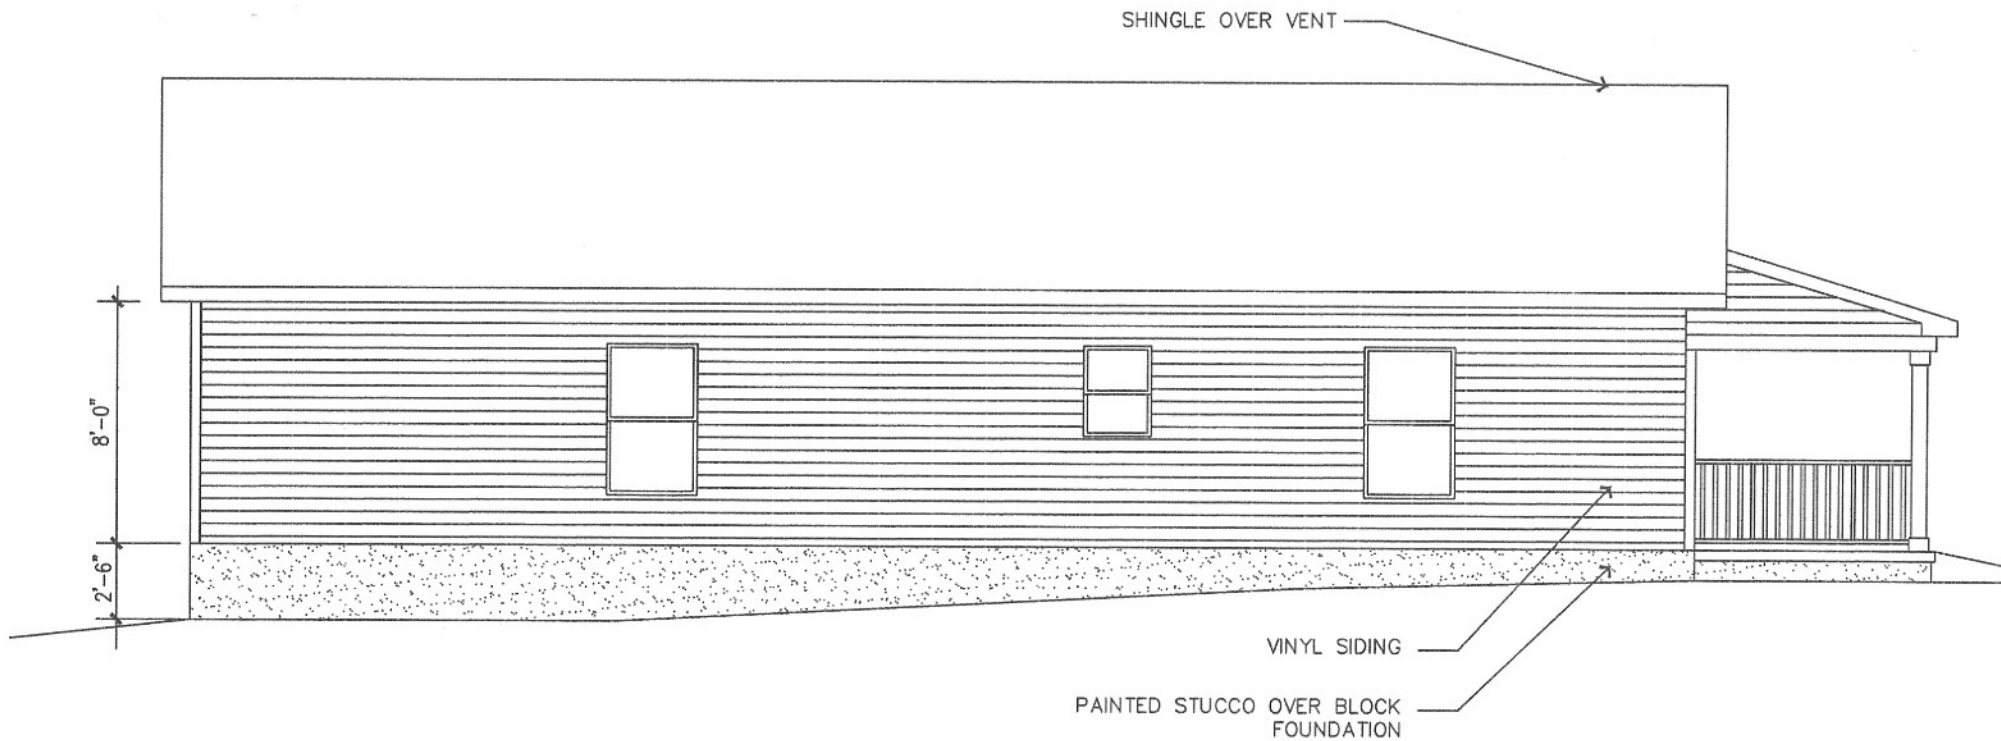 SHINGLE OVER VENT
8'-0"
2'-6"
VINYL SIDING
PAINTED STUCCO OVER BLOCK
FOUNDATION